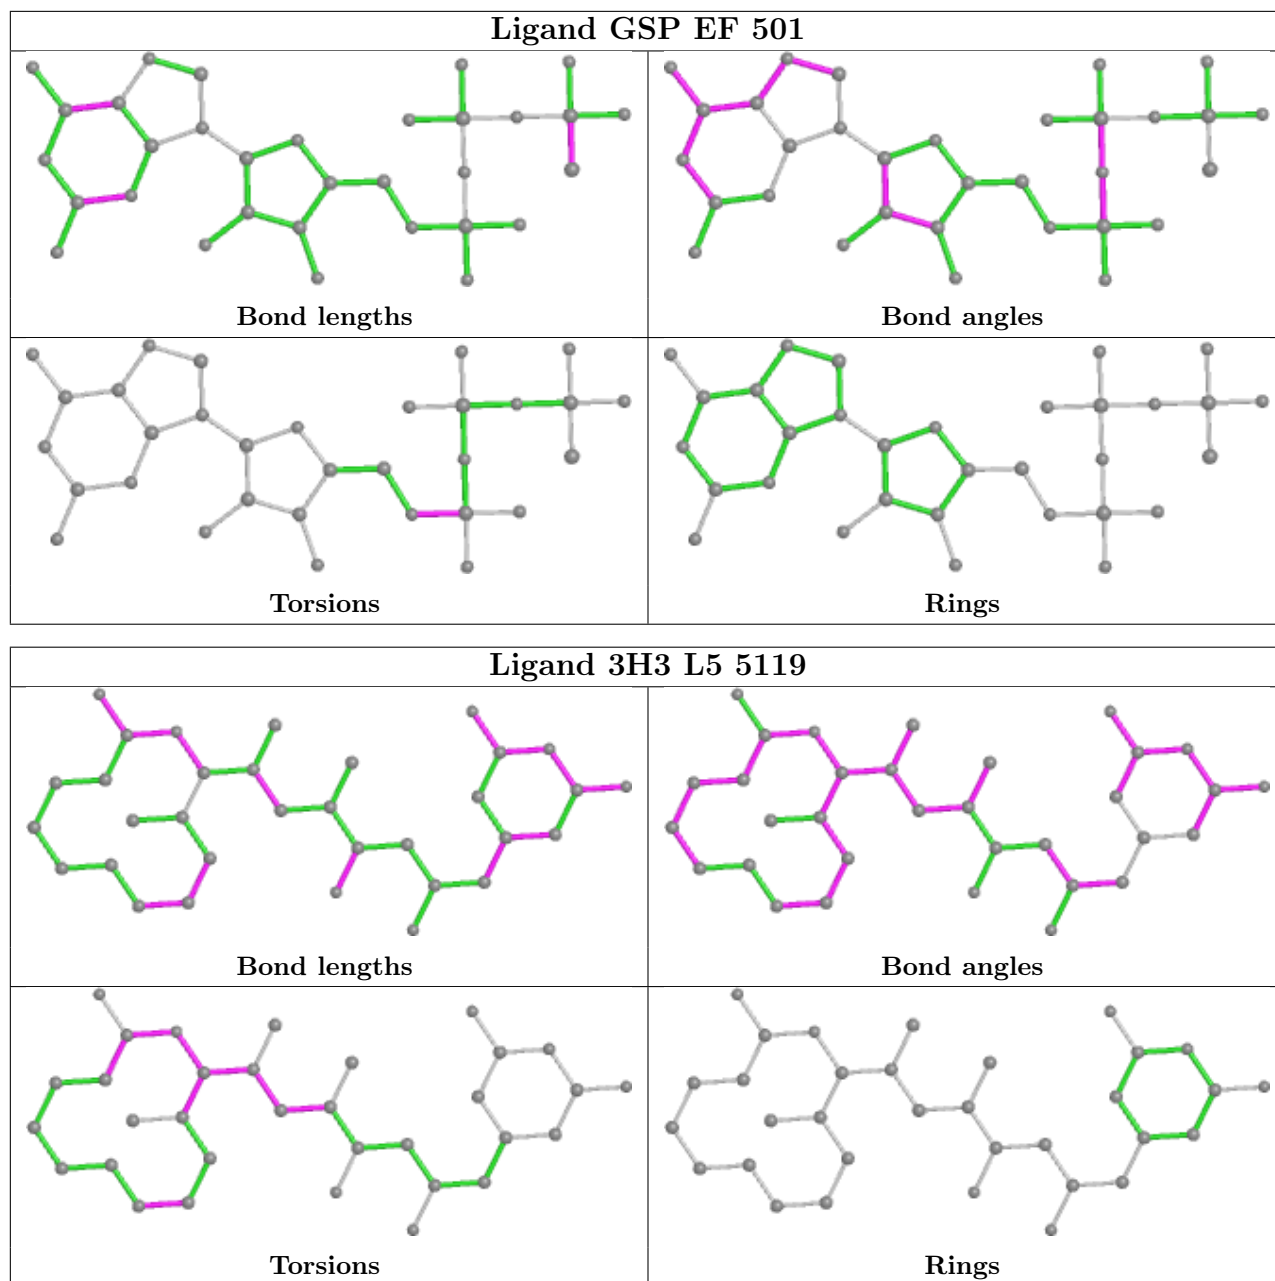 Ligand GSP EF 501
Bond lengths
Bond angles
Torsions
Rings
Ligand 3H3 L5 5119
Bond lengths
Bond angles
Torsions
Rings